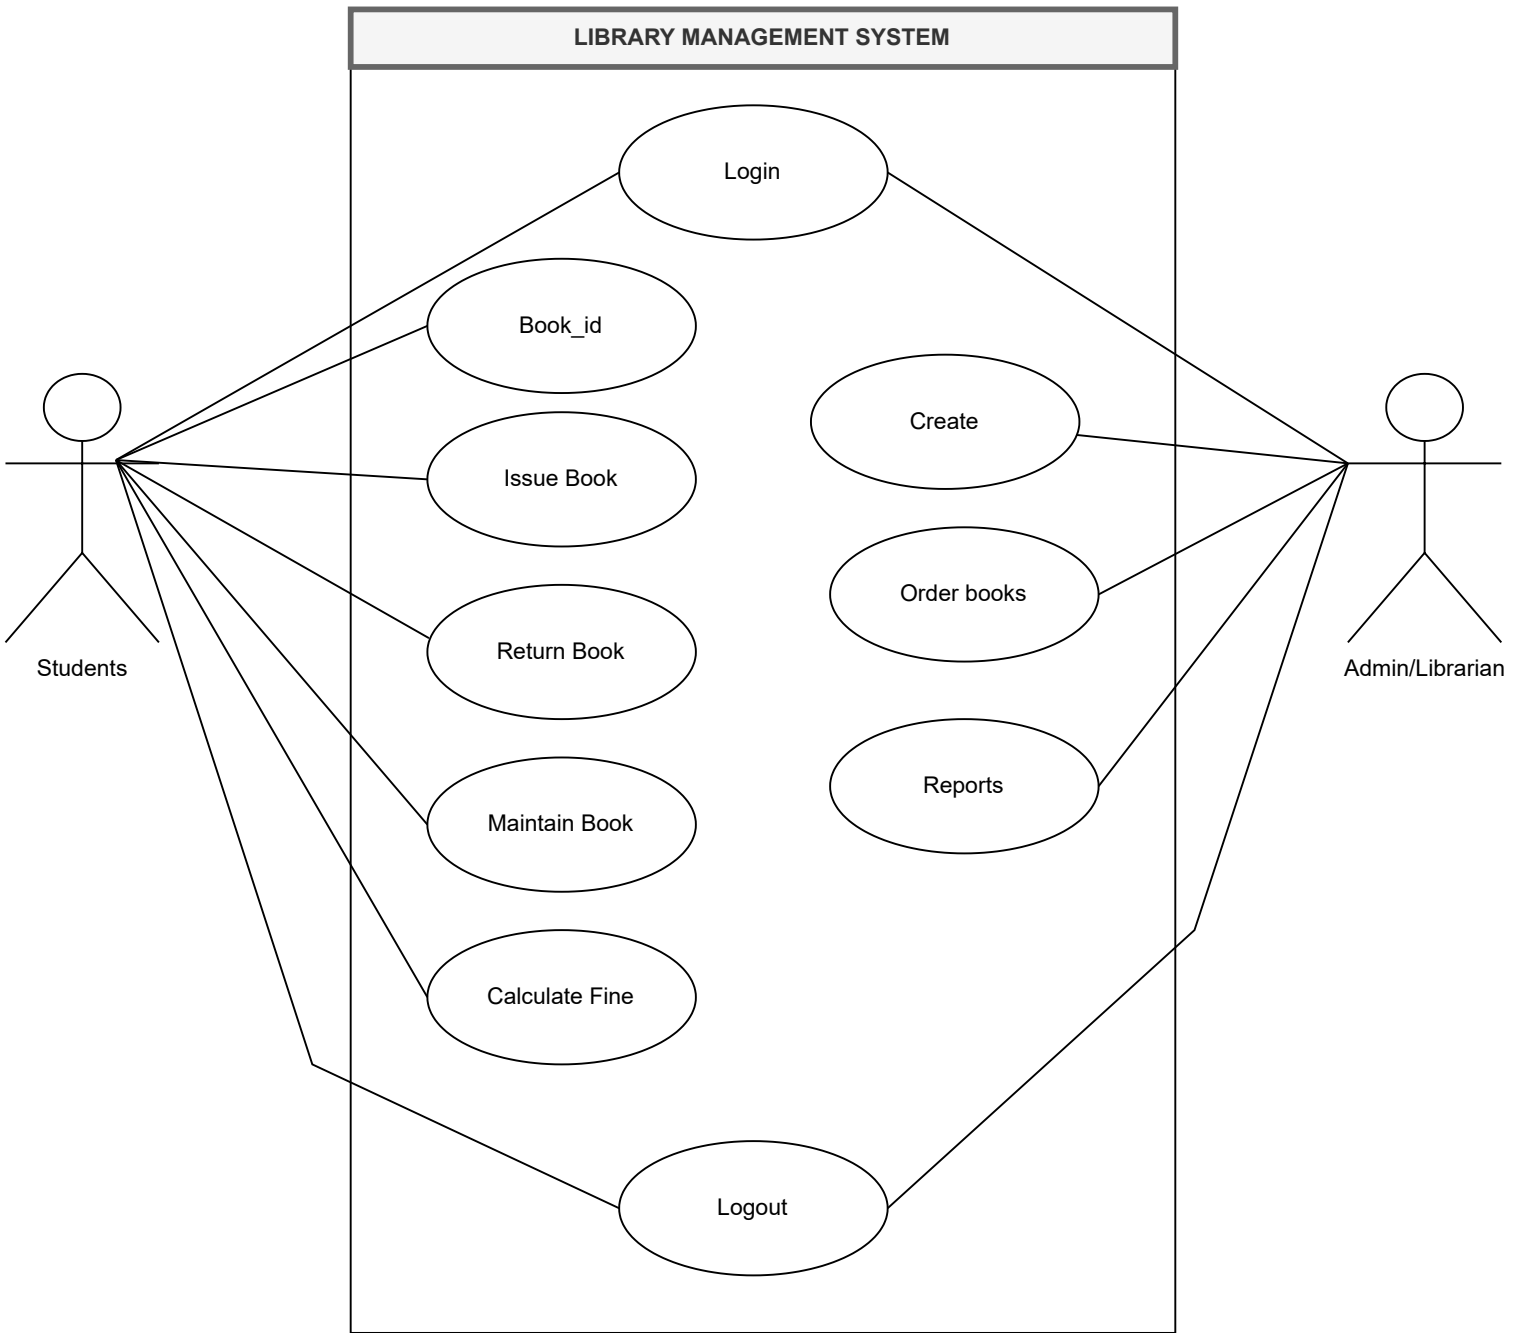 LIBRARY MANAGEMENT SYSTEM
Login
Book_id
Create
Issue Book
Order books
Return Book
Students
Admin/Librarian
Reports
Maintain Book
Calculate Fine
Logout